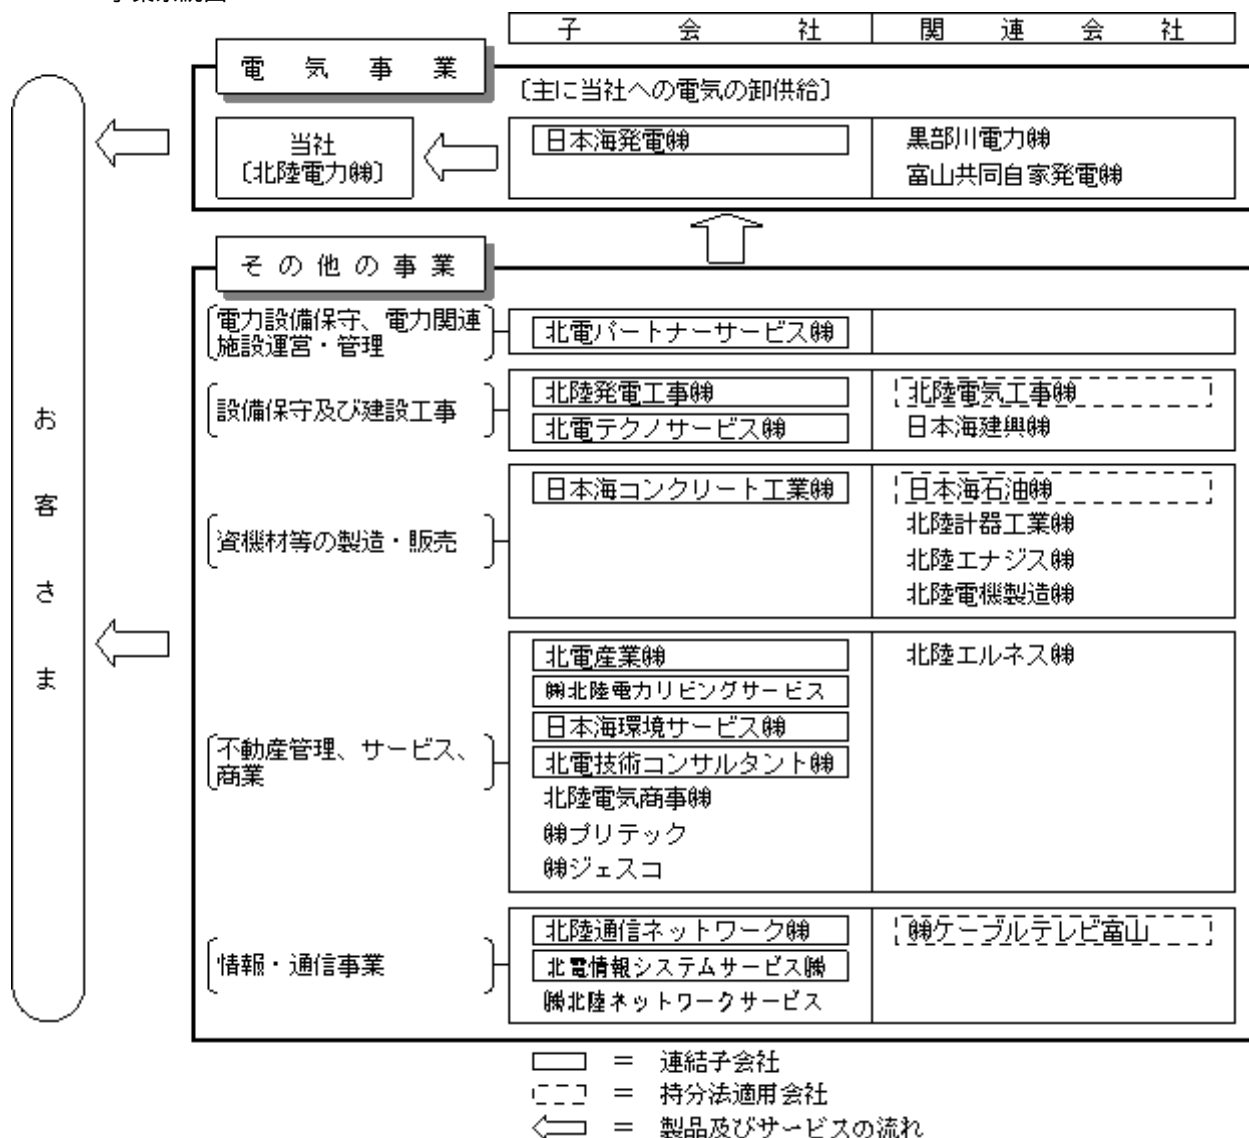 子会社 関連会社
電気事業
〔主に当社への電気の卸供給〕
当社
〔北陸電力㈱〕
日本海発電㈱
黒部川電力㈱
富山共同自家発電㈱
その他の事業
電力設備保守、電力関連
施設運営・管理
北電パートナーサービス㈱
設備保守及び建設工事
北陸発電工事㈱
北電テクノサービス㈱
北陸電気工事㈱
日本海建興㈱
資機材等の製造・販売
日本海コンクリート工業㈱
日本海石油㈱
北陸計器工業㈱
北陸エナジス㈱
北陸電機製造㈱
不動産管理、サービス、
商業
北電産業㈱
㈱北陸電力リビングサービス
日本海環境サービス㈱
北電技術コンサルタント㈱
北陸電気商事㈱
㈱プリテック
㈱ジェスコ
北陸エルネス㈱
情報・通信事業
北陸通信ネットワーク㈱
北電情報システムサービス㈱
㈱北陸ネットワークサービス
㈱ケーブルテレビ富山
お客さま
＝ 連結子会社
＝ 持分法適用会社
＝ 製品及びサービスの流れ